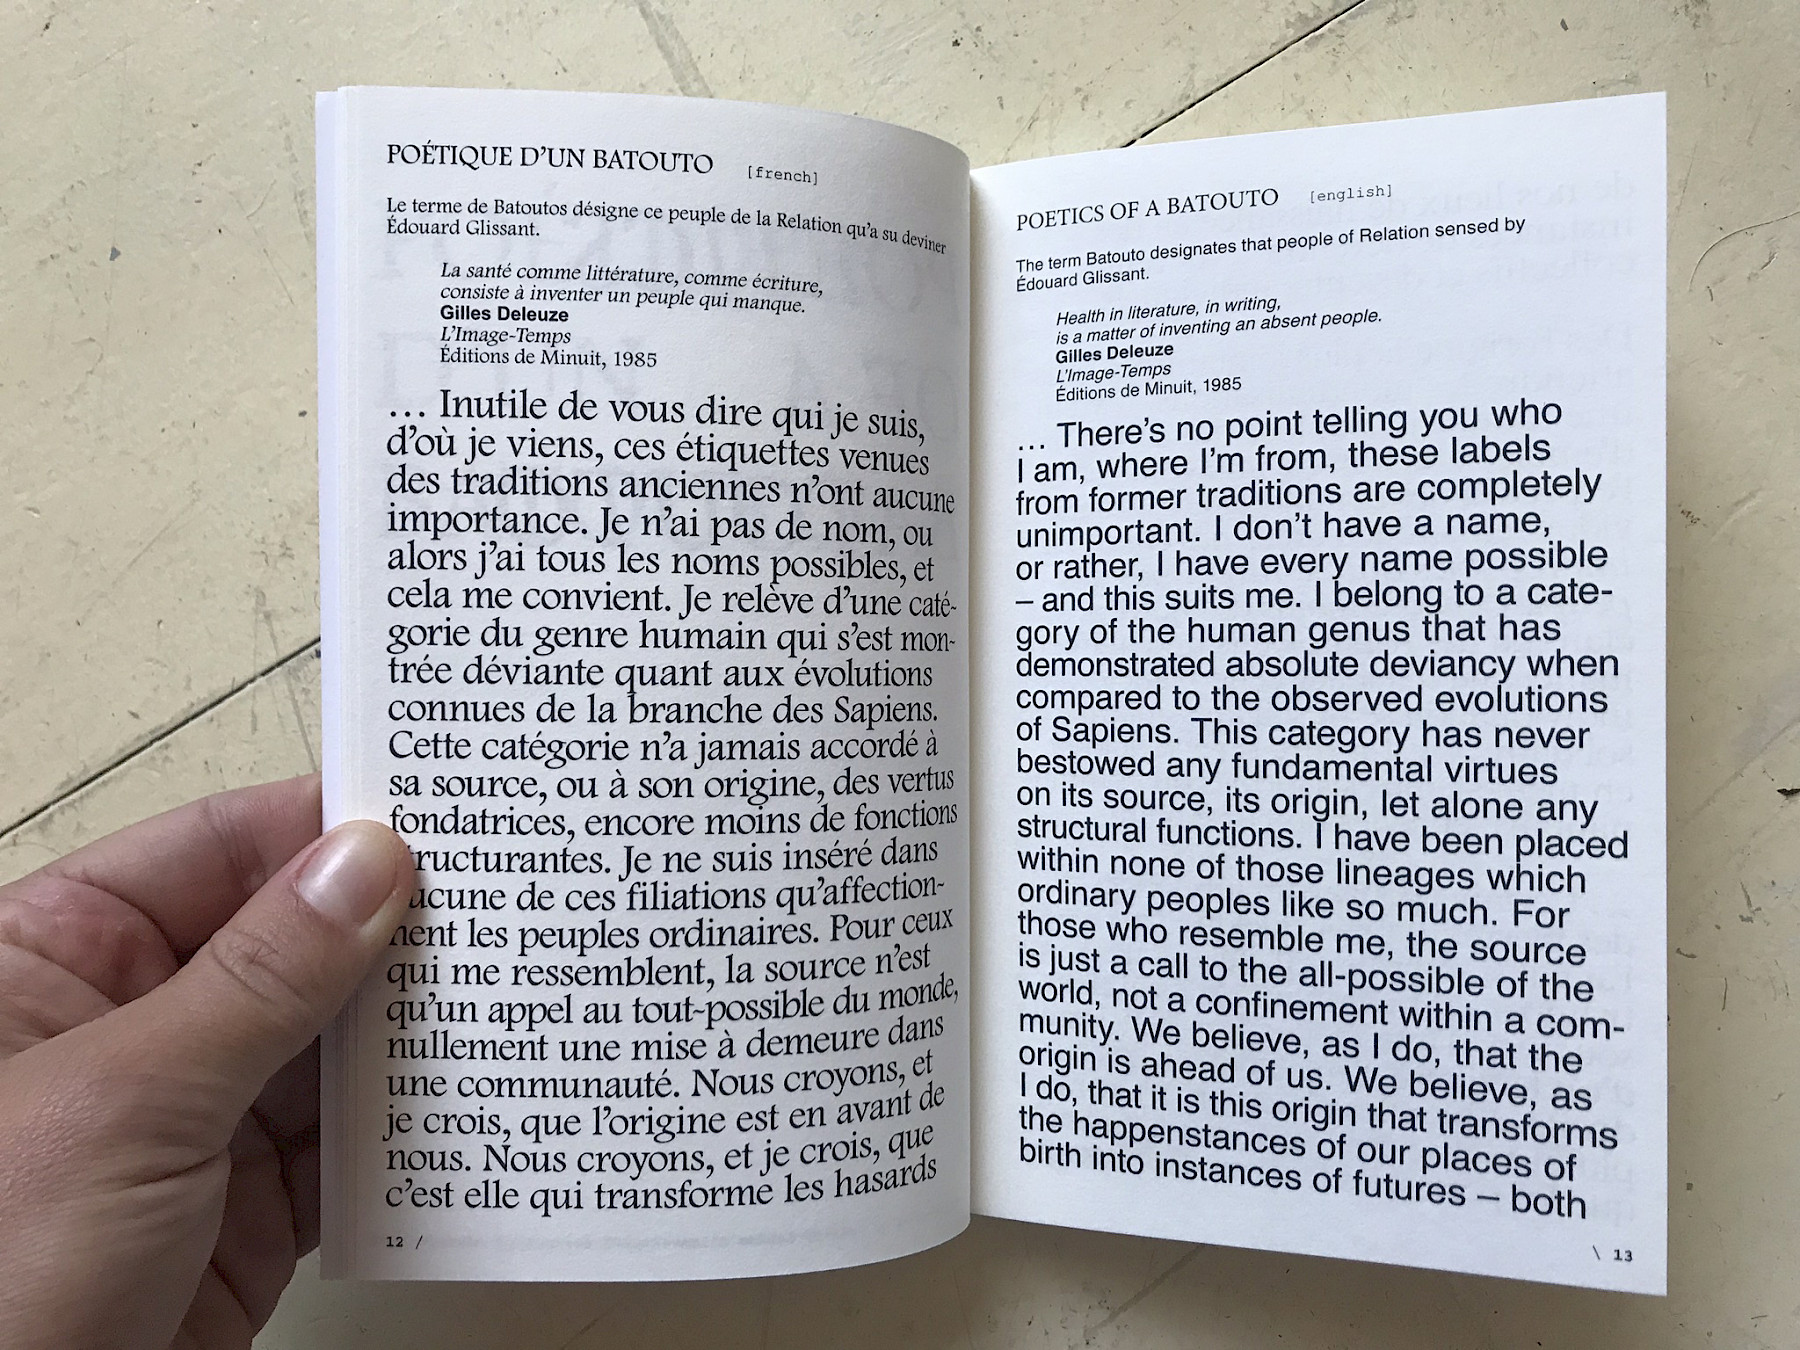 POÉTIQUE D’UN BATOUTO [french]
Le terme de Batoutos désigne ce peuple de la Relation qu’a su deviner
Édouard Glissant.
La santé comme littérature, comme écriture,
consiste à inventer un peuple qui manque.
Gilles Deleuze
L’Image-Temps
Éditions de Minuit, 1985
… Inutile de vous dire qui je suis,
d’où je viens, ces étiquettes venues
des traditions anciennes n’ont aucune
importance. Je n’ai pas de nom, ou
alors j’ai tous les noms possibles, et
cela me convient. Je relève d’une caté-
gorie du genre humain qui s’est mon-
trée déviante quant aux évolutions
connues de la branche des Sapiens.
Cette catégorie n’a jamais accordé à
sa source, ou à son origine, des vertus
fondatrices, encore moins de fonctions
tructurantes. Je ne suis inséré dans
ucune de ces filiations qu’affection-
nent les peuples ordinaires. Pour ceux
qui me ressemblent, la source n’est
qu’un appel au tout-possible du monde,
nullement une mise à demeure dans
une communauté. Nous croyons, et
je crois, que l’origine est en avant de
nous. Nous croyons, et je crois, que
c’est elle qui transforme les hasards
12 /
POETICS OF A BATOUTO [english]
The term Batouto designates that people of Relation sensed by
Édouard Glissant.
Health in literature, in writing,
is a matter of inventing an absent people.
Gilles Deleuze
L’Image-Temps
Éditions de Minuit, 1985
… There’s no point telling you who
I am, where I’m from, these labels
from former traditions are completely
unimportant. I don’t have a name,
or rather, I have every name possible
– and this suits me. I belong to a cate-
gory of the human genus that has
demonstrated absolute deviancy when
compared to the observed evolutions
of Sapiens. This category has never
bestowed any fundamental virtues
on its source, its origin, let alone any
structural functions. I have been placed
within none of those lineages which
ordinary peoples like so much. For
those who resemble me, the source
is just a call to the all-possible of the
world, not a confinement within a com-
munity. We believe, as I do, that the
origin is ahead of us. We believe, as
I do, that it is this origin that transforms
the happenstances of our places of
birth into instances of futures – both
\ 13